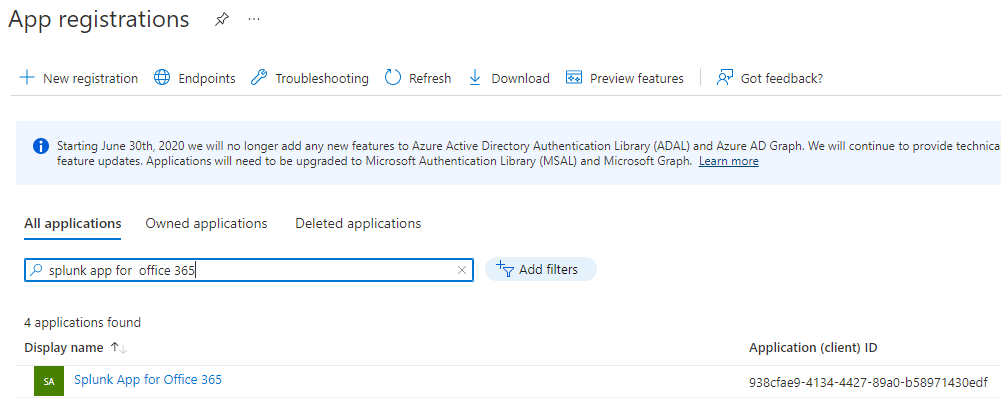 App registrations
New registration Endpoints Troubleshooting Refresh Download Preview features Got feedback?
Starting June 30th, 2020 we will no longer add any new features to Azure Active Directory Authentication Library (ADAL) and Azure AD Graph. We will continue to provide technica
feature updates. Applications will need to be upgraded to Microsoft Authentication Library (MSAL) and Microsoft Graph. Learn more
All applications Owned applications Deleted applications
splunk app for  office 365 Add filters
4 applications found
Display name Application (client) ID
SA Splunk App for Office 365 938cfae9-4134-4427-89a0-b58971430edf